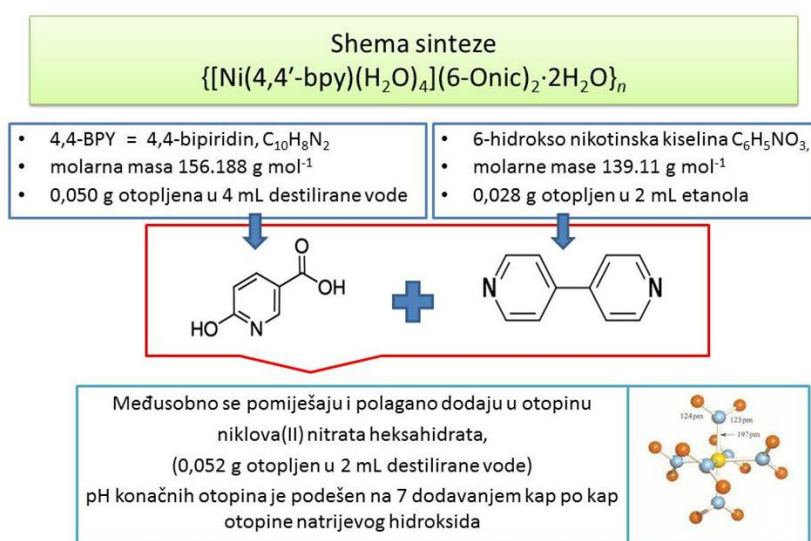 Shema sinteze
{[Ni(4,4′-bpy)(H₂O)₄](6-Onic)₂·2H₂O}ₙ
• 4,4-BPY = 4,4-bipiridin, C₁₀H₈N₂
• molarna masa 156.188 g mol⁻¹
• 0,050 g otopljena u 4 mL destilirane vode
• 6-hidrokso nikotinska kiselina C₆H₅NO₃,
• molarne mase 139.11 g mol⁻¹
• 0,028 g otopljen u 2 mL etanola
O
OH
HO
N
N
N
Međusobno se pomiješaju i polagano dodaju u otopinu
niklova(II) nitrata heksahidrata,
(0,052 g otopljen u 2 mL destilirane vode)
pH konačnih otopina je podešen na 7 dodavanjem kap po kap
otopine natrijevog hidroksida
124 pm
123 pm
197 pm